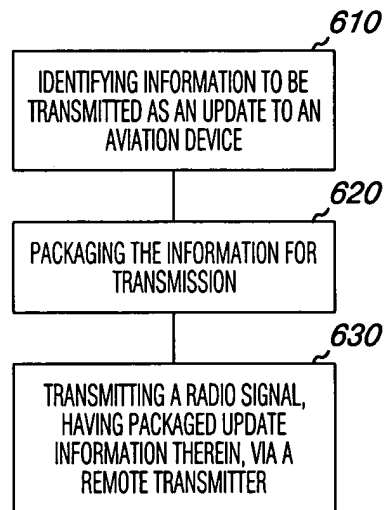 610
IDENTIFYING INFORMATION TO BE
TRANSMITTED AS AN UPDATE TO AN
AVIATION DEVICE
620
PACKAGING THE INFORMATION FOR
TRANSMISSION
630
TRANSMITTING A RADIO SIGNAL,
HAVING PACKAGED UPDATE
INFORMATION THEREIN, VIA A
REMOTE TRANSMITTER